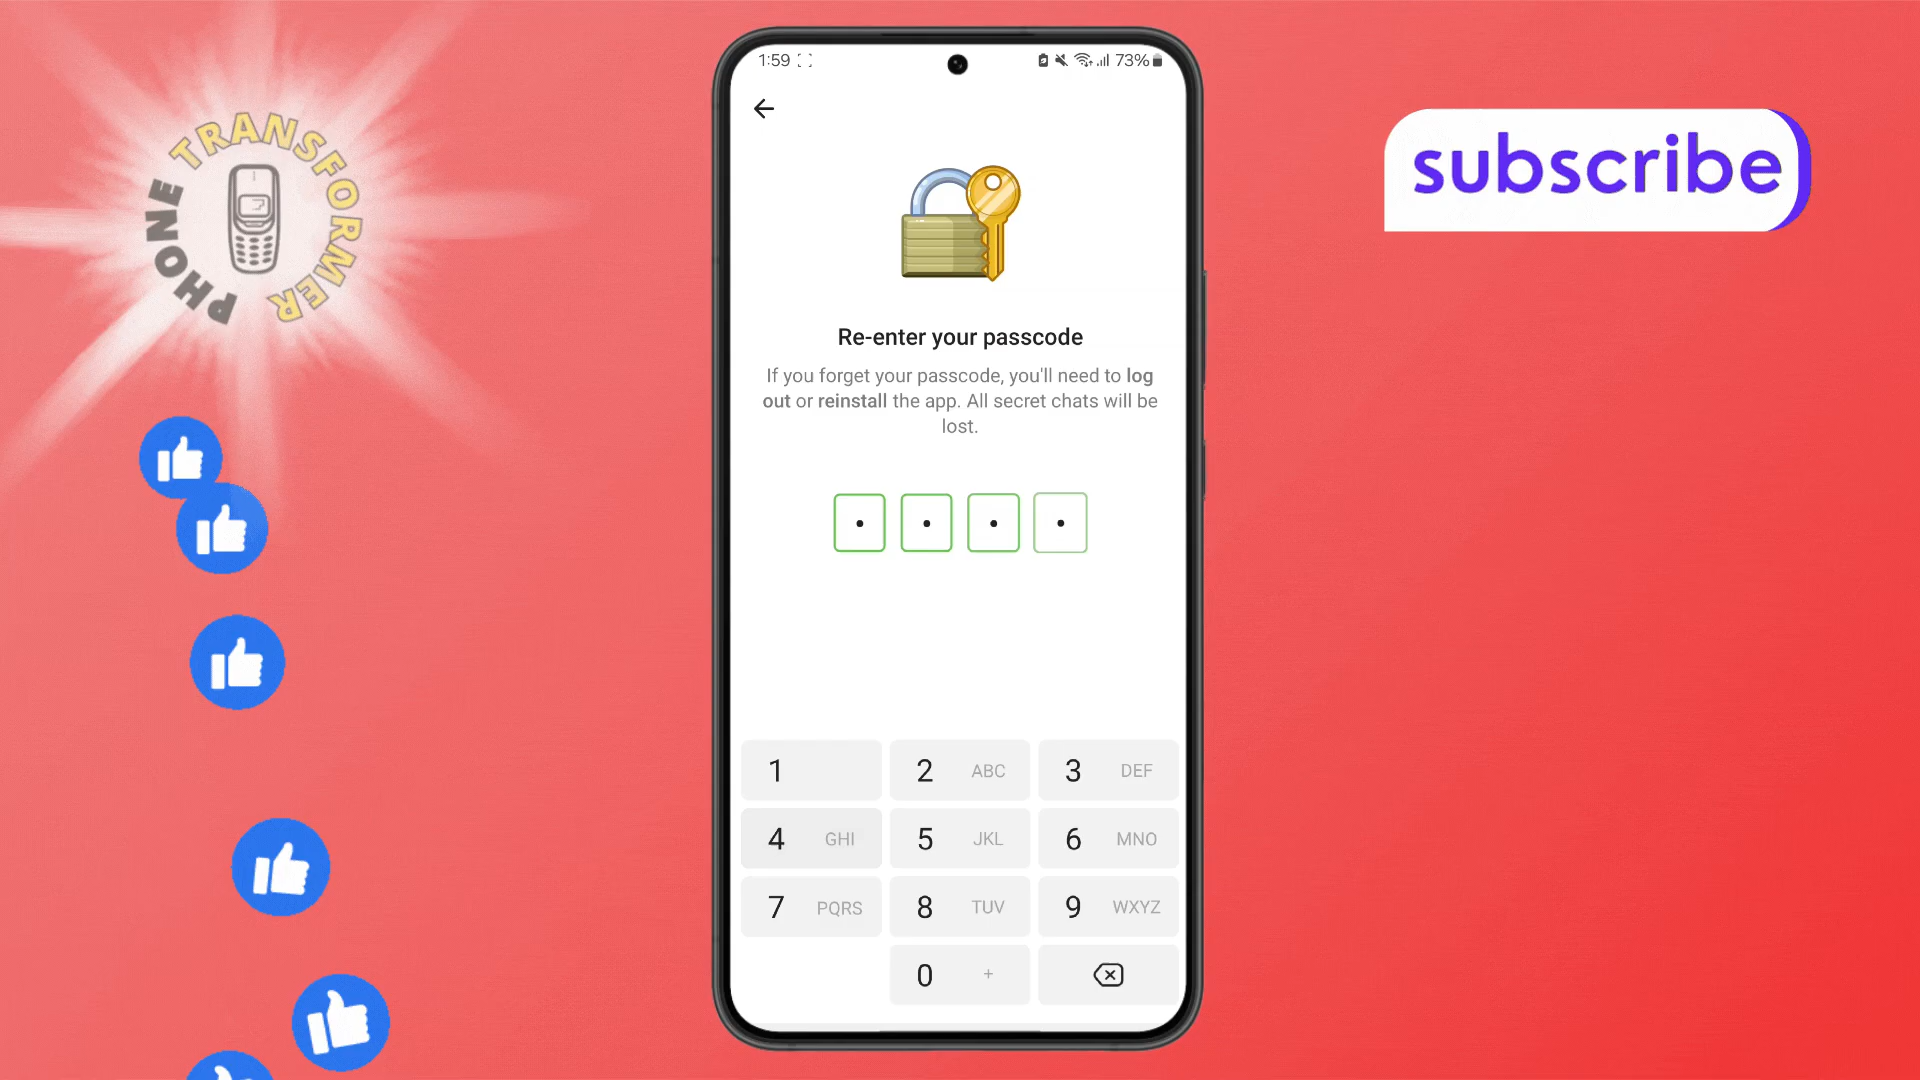 PHONE TRANSFORMER
subscribe
1:59
73%
Re-enter your passcode
If you forget your passcode, you'll need to log
out or reinstall the app. All secret chats will be
lost.
1
2 ABC
3 DEF
4 GHI
5 JKL
6 MNO
7 PQRS
8 TUV
9 WXYZ
0 +